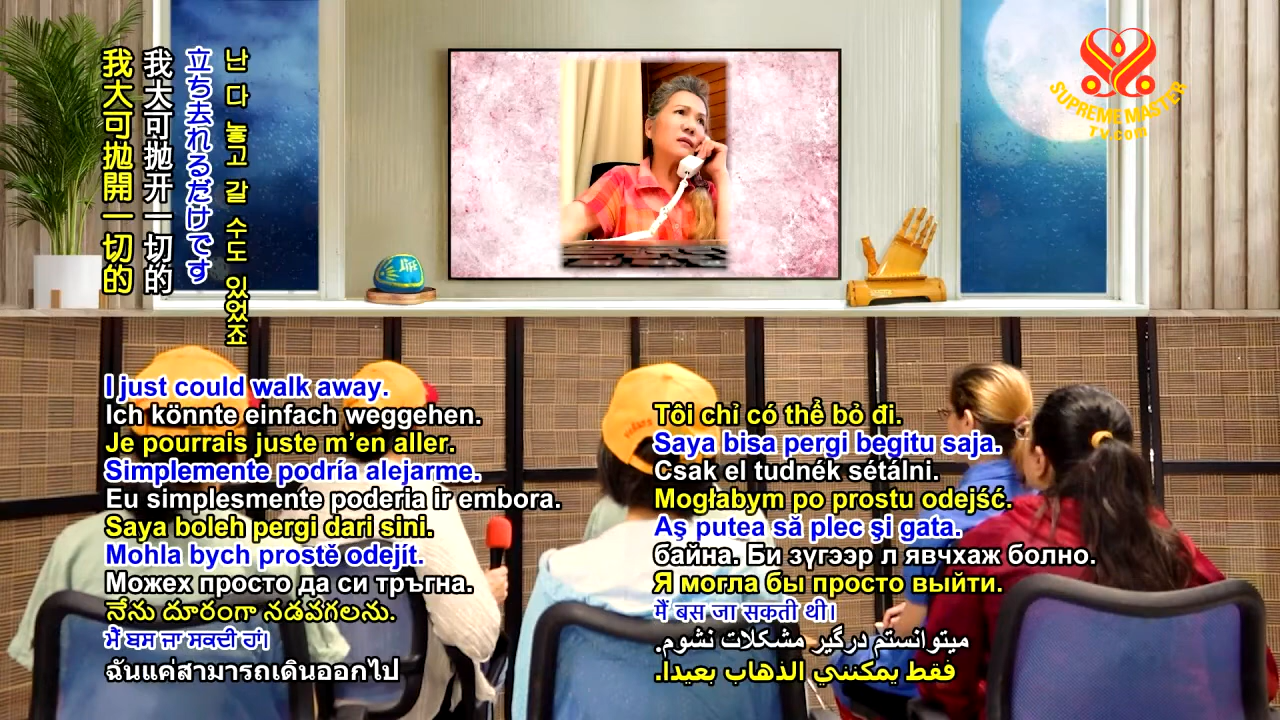 난 다 놓고 갈 수도 있었죠
立ち去れるだけです
我大可抛开一切的
我大可拋開一切的
SUPREME MASTER
TV.com
LIFE
I just could walk away.
Ich könnte einfach weggehen.
Je pourrais juste m’en aller.
Simplemente podría alejarme.
Eu simplesmente poderia ir embora.
Saya boleh pergi dari sini.
Mohla bych prostě odejít.
Можех просто да си тръгна.
నేను దూరంగా నడవగలను.
ਮੈਂ ਬਸ ਜਾ ਸਕਦੀ ਹਾਂ।
ฉันแค่สามารถเดินออกไป
Tôi chỉ có thể bỏ đi.
Saya bisa pergi begitu saja.
Csak el tudnék sétálni.
Mogłabym po prostu odejść.
Aş putea să plec şi gata.
байна. Би зүгээр л явчхаж болно.
Я могла бы просто выйти.
मैं बस जा सकती थी।
میتوانستم درگیر مشکلات نشوم.
فقط يمكنني الذهاب بعيدا.